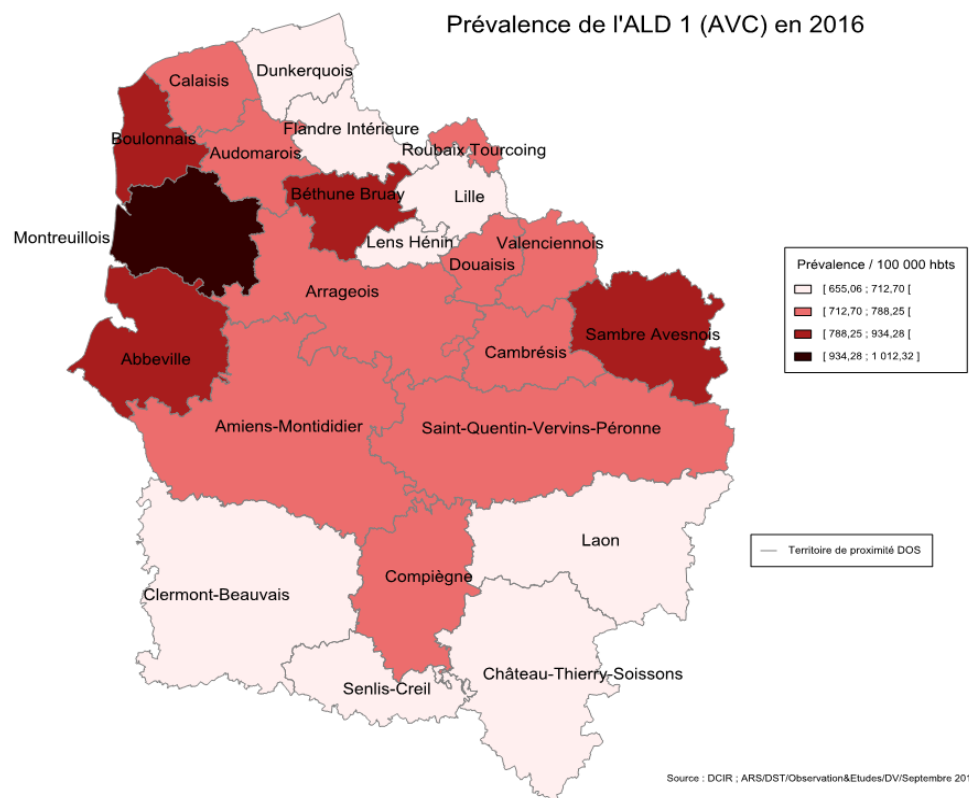 Prévalence de l'ALD 1 (AVC) en 2016
Dunkerquois
Calaisis
Flandre Intérieure
Boulonnais
Roubaix Tourcoing
Audomarois
Béthune Bruay
Lille
Montreuillois
Lens Hénin
Valenciennois
Douaisis
Arrageois
Sambre Avesnois
Cambrésis
Abbeville
Amiens-Montididier
Saint-Quentin-Vervins-Péronne
Laon
Compiègne
Clermont-Beauvais
Château-Thierry-Soissons
Senlis-Creil
Prévalence / 100 000 hbts
[ 655,06 ; 712,70 [
[ 712,70 ; 788,25 [
[ 788,25 ; 934,28 [
[ 934,28 ; 1 012,32 ]
Territoire de proximité DOS
Source : DCIR ; ARS/DST/Observation&Etudes/DV/Septembre 201